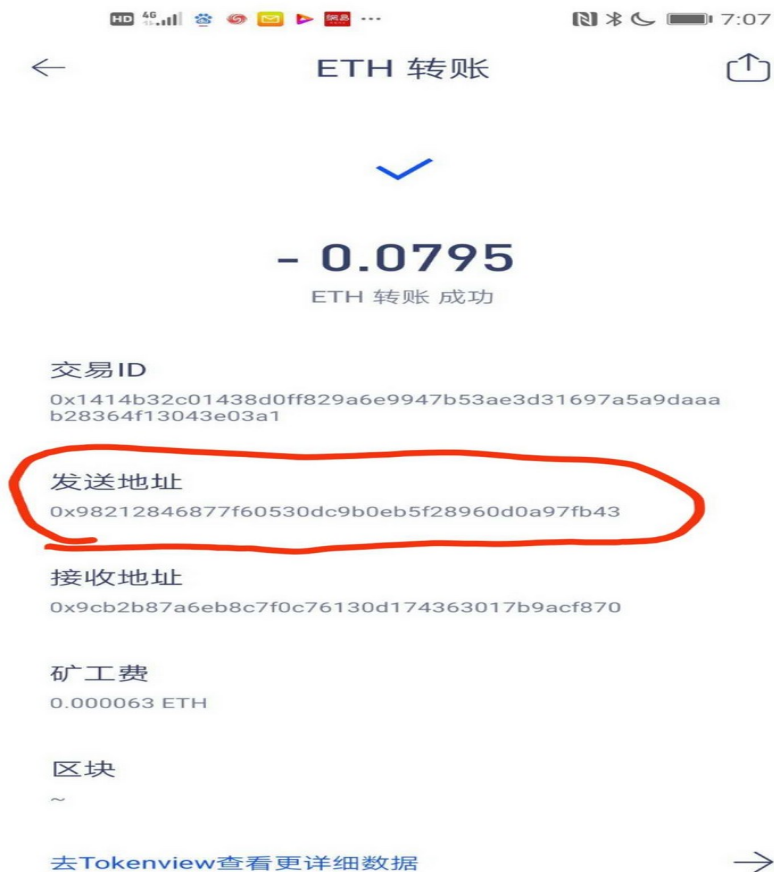 HD 4G 7:07
ETH 转账
- 0.0795
ETH 转账 成功
交易ID
0x1414b32c01438d0ff829a6e9947b53ae3d31697a5a9daaa
b28364f13043e03a1
发送地址
0x98212846877f60530dc9b0eb5f28960d0a97fb43
接收地址
0x9cb2b87a6eb8c7f0c76130d174363017b9acf870
矿工费
0.000063 ETH
区块
~
去Tokenview查看更详细数据